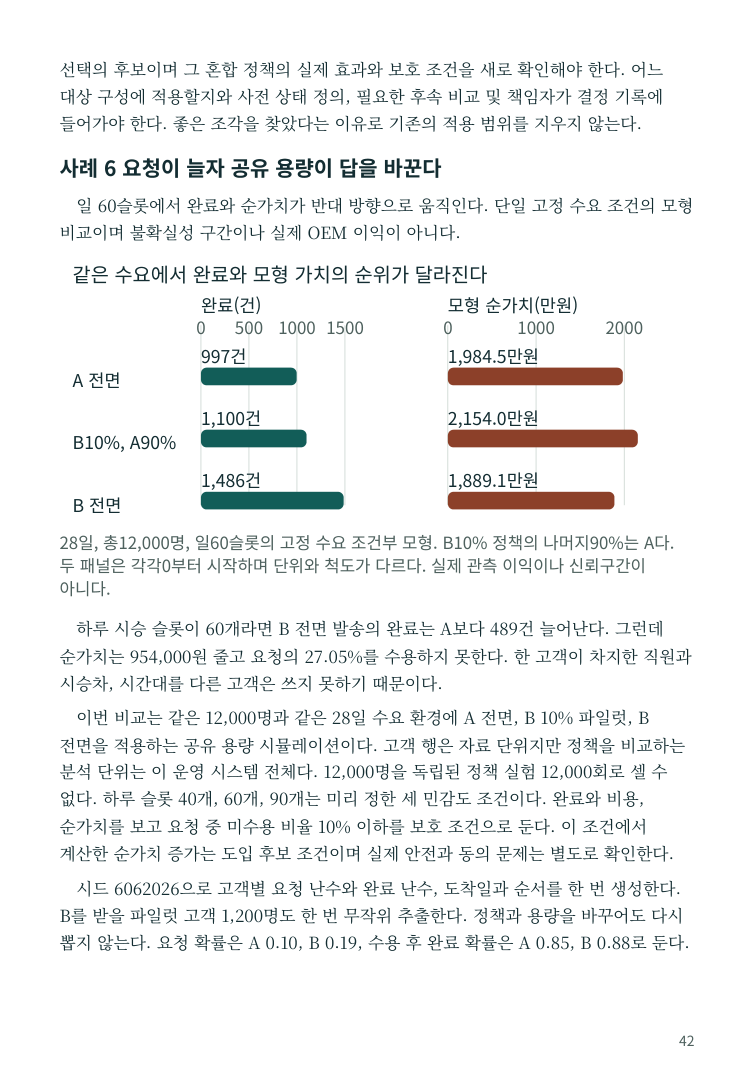 선택의 후보이며 그 혼합 정책의 실제 효과와 보호 조건을 새로 확인해야 한다. 어느
대상 구성에 적용할지와 사전 상태 정의, 필요한 후속 비교 및 책임자가 결정 기록에
들어가야 한다. 좋은 조각을 찾았다는 이유로 기존의 적용 범위를 지우지 않는다.
사례 6 요청이 늘자 공유 용량이 답을 바꾼다
일 60슬롯에서 완료와 순가치가 반대 방향으로 움직인다. 단일 고정 수요 조건의 모형
비교이며 불확실성 구간이나 실제 OEM 이익이 아니다.
같은 수요에서 완료와 모형 가치의 순위가 달라진다
완료(건)
0 500 1000 1500
모형 순가치(만원)
0 1000 2000
A 전면 997건 1,984.5만원
B10%, A90% 1,100건 2,154.0만원
B 전면 1,486건 1,889.1만원
28일, 총12,000명, 일60슬롯의 고정 수요 조건부 모형. B10% 정책의 나머지90%는 A다.
두 패널은 각각0부터 시작하며 단위와 척도가 다르다. 실제 관측 이익이나 신뢰구간이
아니다.
하루 시승 슬롯이 60개라면 B 전면 발송의 완료는 A보다 489건 늘어난다. 그런데
순가치는 954,000원 줄고 요청의 27.05%를 수용하지 못한다. 한 고객이 차지한 직원과
시승차, 시간대를 다른 고객은 쓰지 못하기 때문이다.
이번 비교는 같은 12,000명과 같은 28일 수요 환경에 A 전면, B 10% 파일럿, B
전면을 적용하는 공유 용량 시뮬레이션이다. 고객 행은 자료 단위지만 정책을 비교하는
분석 단위는 이 운영 시스템 전체다. 12,000명을 독립된 정책 실험 12,000회로 셀 수
없다. 하루 슬롯 40개, 60개, 90개는 미리 정한 세 민감도 조건이다. 완료와 비용,
순가치를 보고 요청 중 미수용 비율 10% 이하를 보호 조건으로 둔다. 이 조건에서
계산한 순가치 증가는 도입 후보 조건이며 실제 안전과 동의 문제는 별도로 확인한다.
시드 6062026으로 고객별 요청 난수와 완료 난수, 도착일과 순서를 한 번 생성한다.
B를 받을 파일럿 고객 1,200명도 한 번 무작위 추출한다. 정책과 용량을 바꾸어도 다시
뽑지 않는다. 요청 확률은 A 0.10, B 0.19, 수용 후 완료 확률은 A 0.85, B 0.88로 둔다.
42